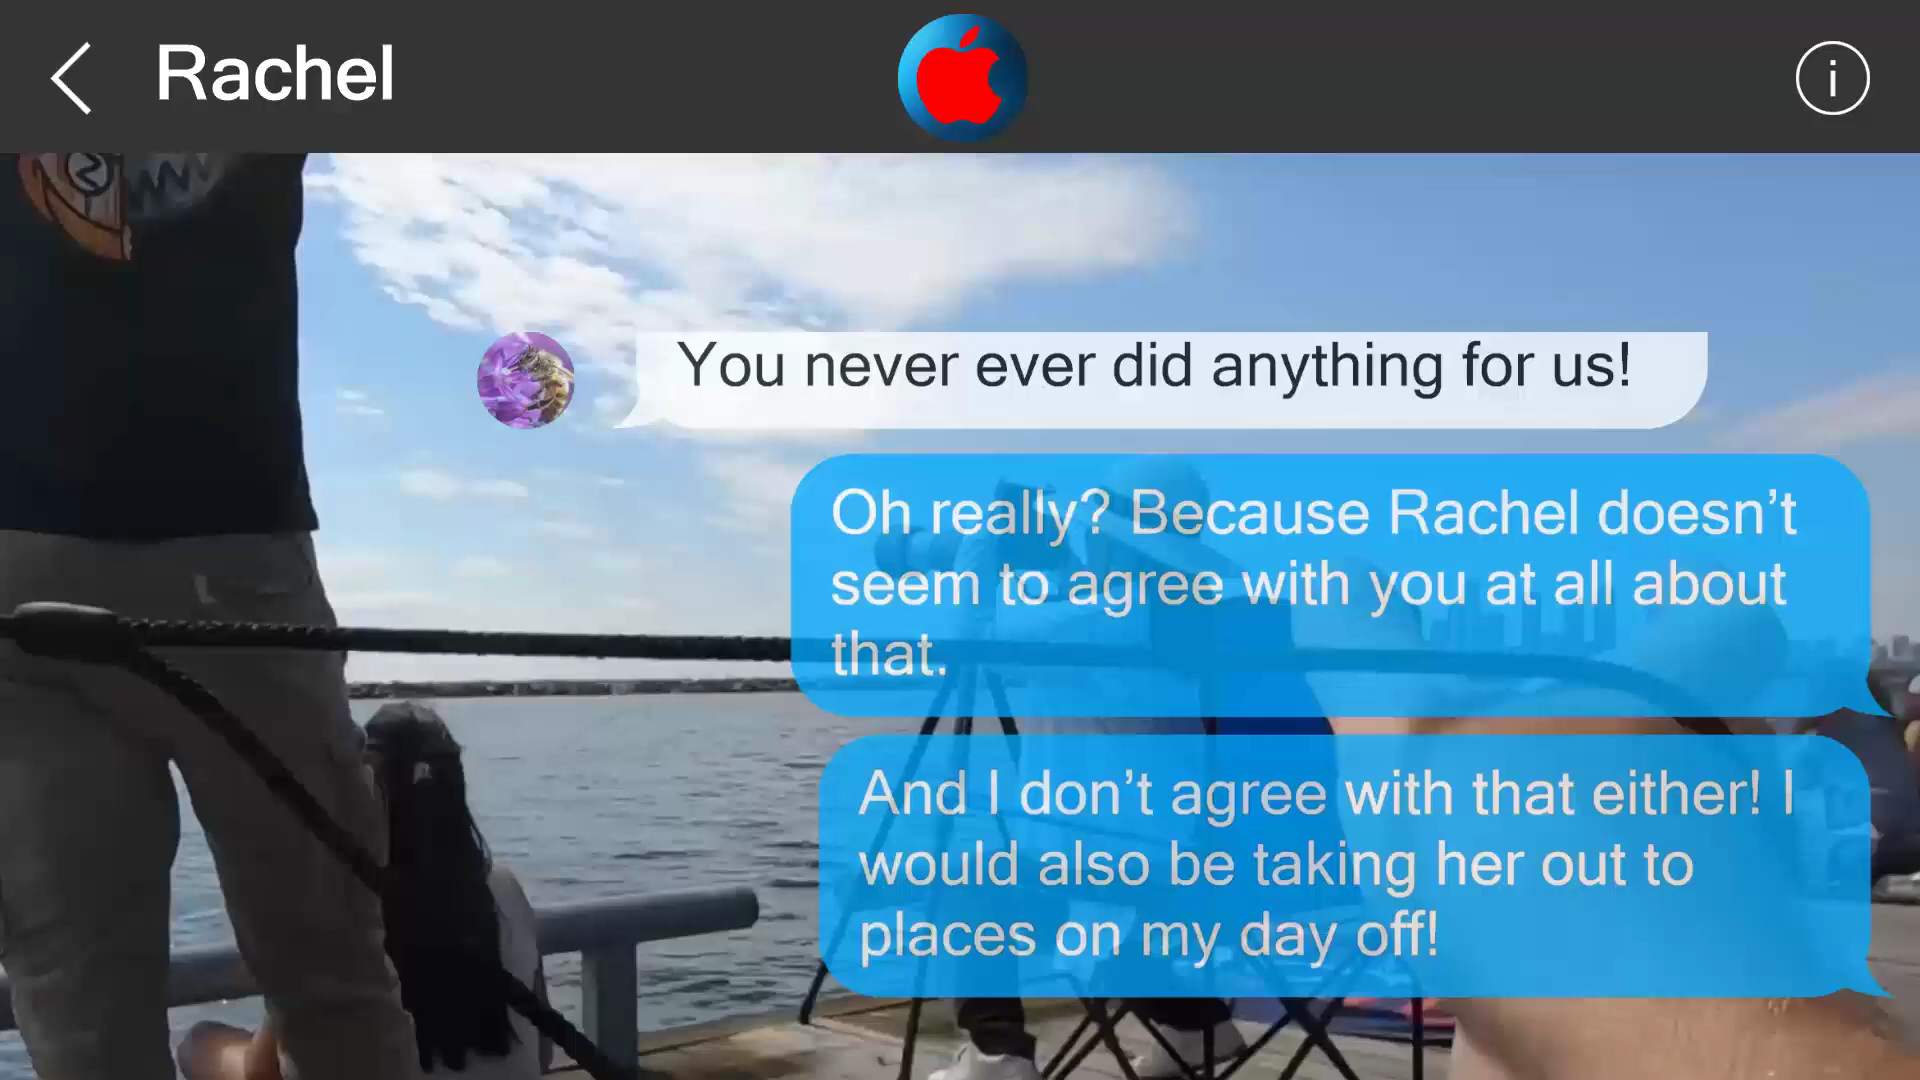 Rachel
You never ever did anything for us!
Oh really? Because Rachel doesn’t
seem to agree with you at all about
that.
And I don’t agree with that either! I
would also be taking her out to
places on my day off!